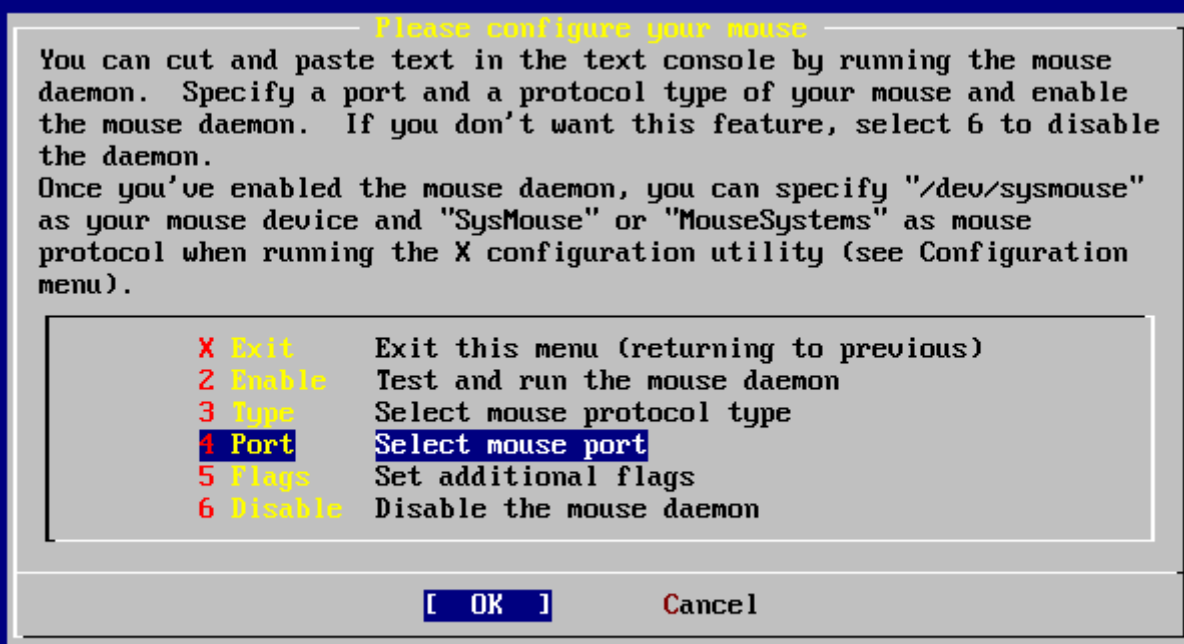 Please configure your mouse
You can cut and paste text in the text console by running the mouse
daemon.  Specify a port and a protocol type of your mouse and enable
the mouse daemon.  If you don't want this feature, select 6 to disable
the daemon.
Once you've enabled the mouse daemon, you can specify "/dev/sysmouse"
as your mouse device and "SysMouse" or "MouseSystems" as mouse
protocol when running the X configuration utility (see Configuration
menu).
X Exit     Exit this menu (returning to previous)
2 Enable   Test and run the mouse daemon
3 Type     Select mouse protocol type
4 Port     Select mouse port
5 Flags    Set additional flags
6 Disable  Disable the mouse daemon
[  OK  ]       Cancel